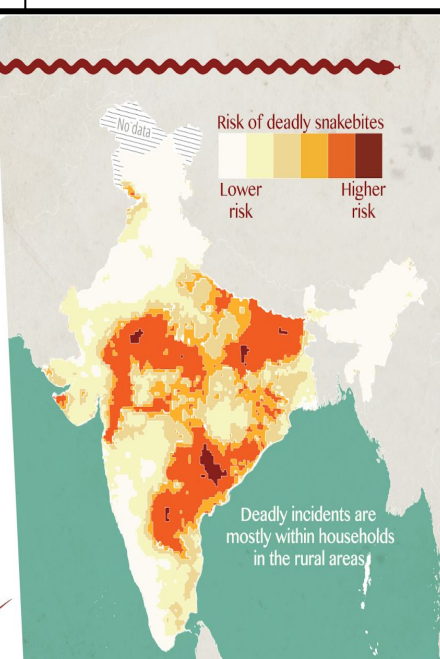 No data
Risk of deadly snakebites
Lower Higher
risk risk
Deadly incidents are
mostly within households
in the rural areas